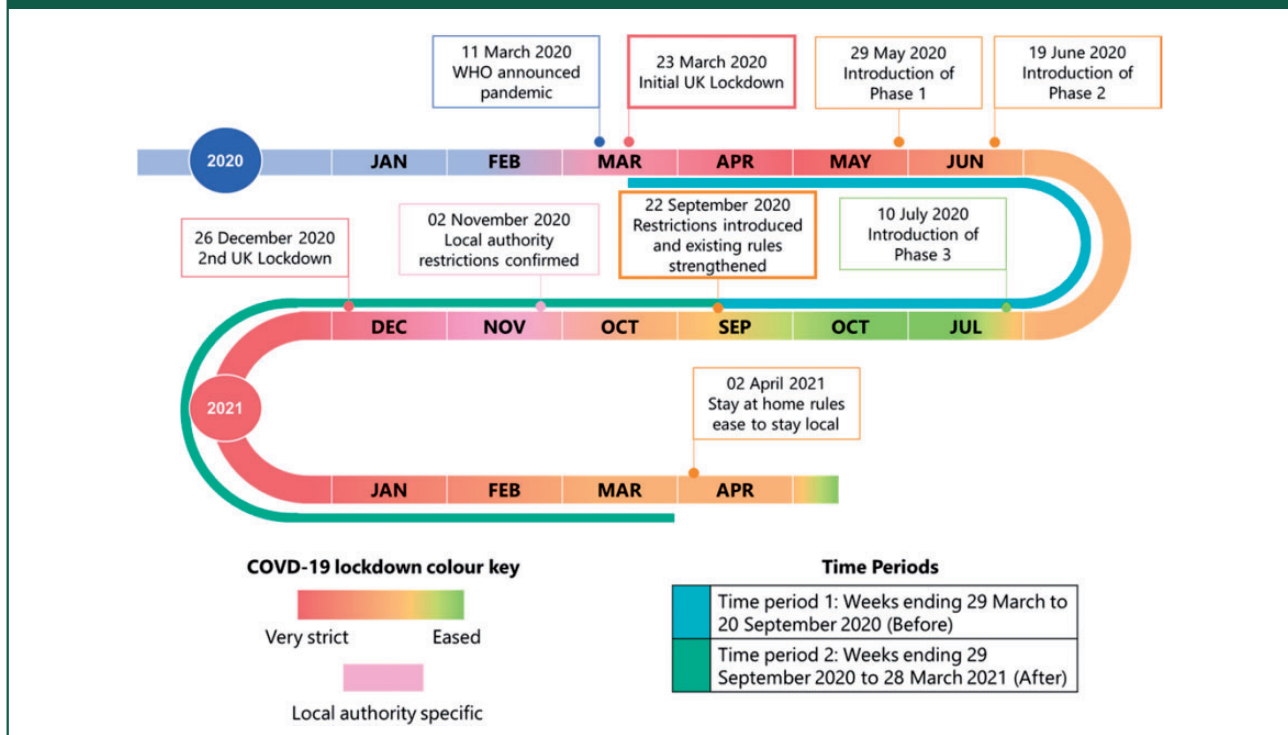 11 March 2020
WHO announced
pandemic
23 March 2020
Initial UK Lockdown
29 May 2020
Introduction of
Phase 1
19 June 2020
Introduction of
Phase 2
2020
JAN
FEB
MAR
APR
MAY
JUN
26 December 2020
2nd UK Lockdown
02 November 2020
Local authority
restrictions confirmed
22 September 2020
Restrictions introduced
and existing rules
strengthened
10 July 2020
Introduction of
Phase 3
DEC
NOV
OCT
SEP
OCT
JUL
2021
02 April 2021
Stay at home rules
ease to stay local
JAN
FEB
MAR
APR
COVD-19 lockdown colour key
Very strict
Eased
Local authority specific
Time Periods
Time period 1: Weeks ending 29 March to
20 September 2020 (Before)
Time period 2: Weeks ending 29
September 2020 to 28 March 2021 (After)